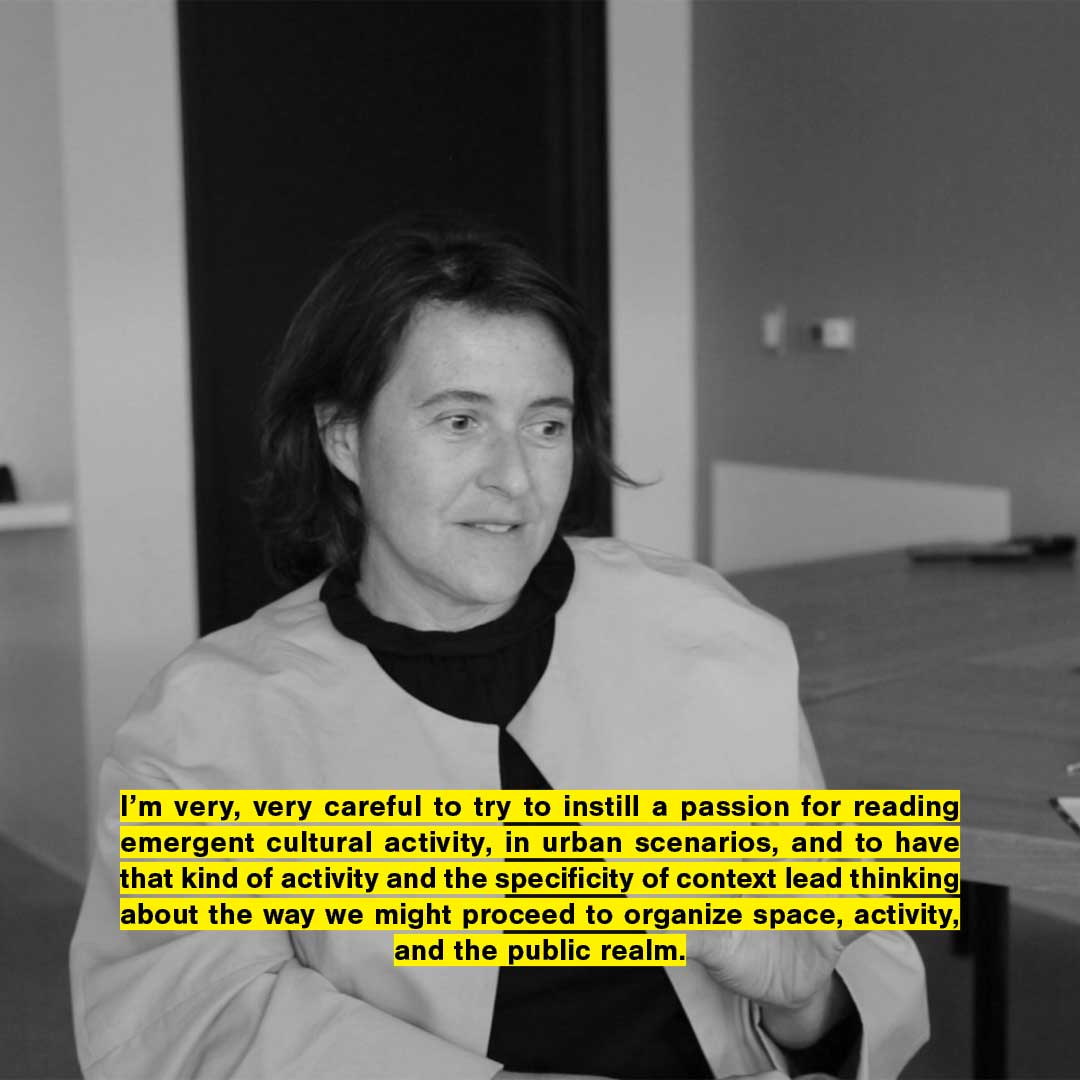 I’m very, very careful to try to instill a passion for reading
emergent cultural activity, in urban scenarios, and to have
that kind of activity and the specificity of context lead thinking
about the way we might proceed to organize space, activity,
and the public realm.